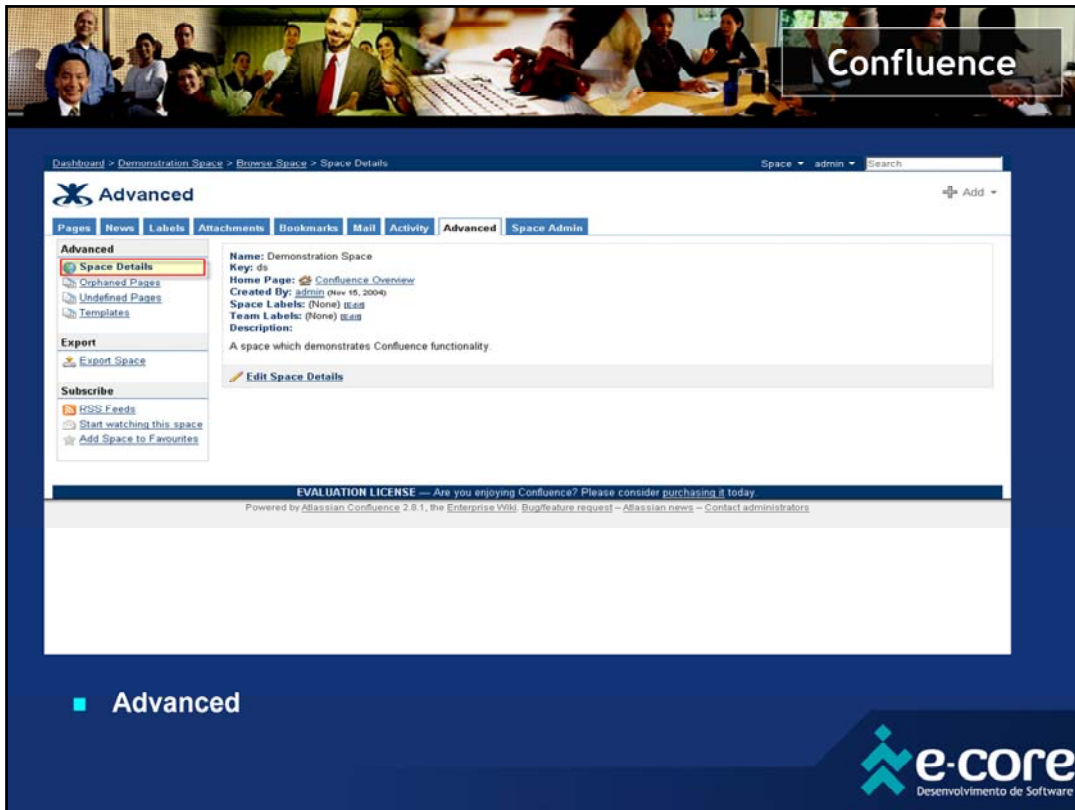 Confluence
Dashboard > Demonstration Space > Browse Space > Space Details
Space admin Search
Advanced
Add
Pages News Labels Attachments Bookmarks Mail Activity Advanced Space Admin
Advanced
Space Details
Orphaned Pages
Undefined Pages
Templates
Export
Export Space
Subscribe
RSS Feeds
Start watching this space
Add Space to Favourites
Name: Demonstration Space
Key: ds
Home Page: Confluence Overview
Created By: admin (Nov 15, 2004)
Space Labels: (None) [Edit]
Team Labels: (None) [Edit]
Description:
A space which demonstrates Confluence functionality.
Edit Space Details
EVALUATION LICENSE — Are you enjoying Confluence? Please consider purchasing it today.
Powered by Atlassian Confluence 2.8.1, the Enterprise Wiki. Bug/feature request – Atlassian news – Contact administrators
Advanced
e-core
Desenvolvimento de Software